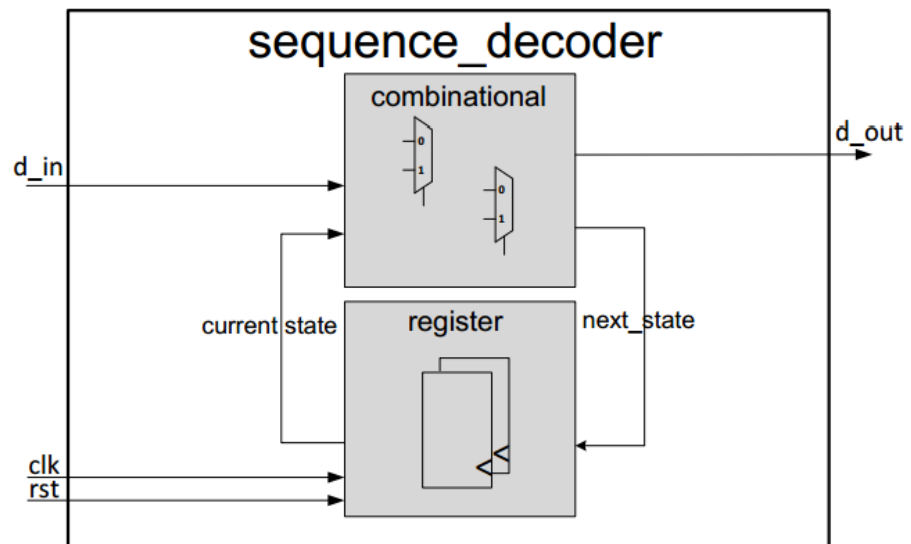 sequence_decoder
combinational
0
1
0
1
d_in
d_out
current state
register
next_state
clk
rst